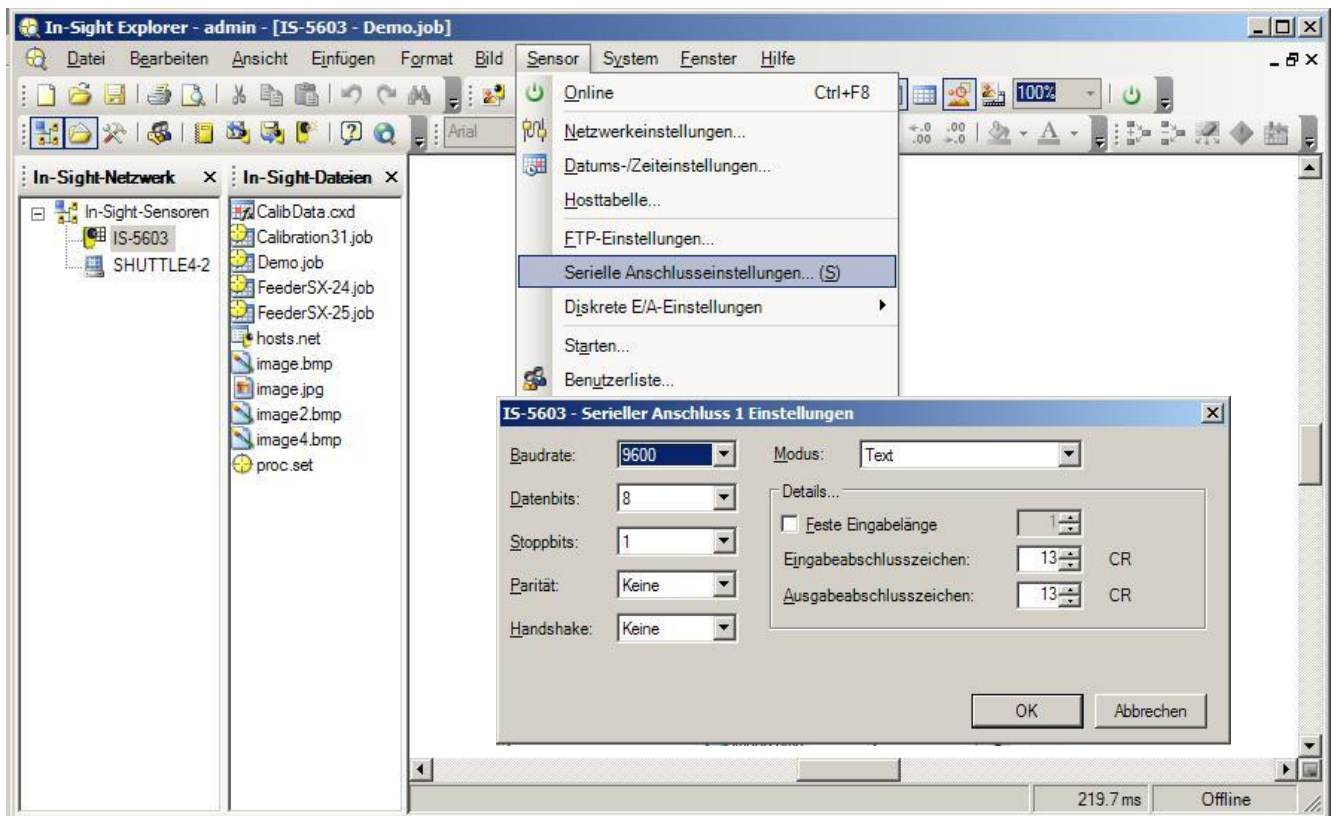 In-Sight Explorer - admin - [IS-5603 - Demo.job]
Datei Bearbeiten Ansicht Einfügen Format Bild Sensor System Fenster Hilfe
100%
Arial
Online Ctrl+F8
Netzwerkeinstellungen...
Datums-/Zeiteinstellungen...
Hosttabelle...
FTP-Einstellungen...
Serielle Anschlusseinstellungen... (S)
Diskrete E/A-Einstellungen
Starten...
Benutzerliste...
In-Sight-Netzwerk
In-Sight-Sensoren
IS-5603
SHUTTLE4-2
In-Sight-Dateien
CalibData.cxd
Calibration31.job
Demo.job
FeederSX-24.job
FeederSX-25.job
hosts.net
image.bmp
image.jpg
image2.bmp
image4.bmp
proc.set
IS-5603 - Serieller Anschluss 1 Einstellungen
Baudrate: 9600
Datenbits: 8
Stoppbits: 1
Parität: Keine
Handshake: Keine
Modus: Text
Details...
Feste Eingabelänge 1
Eingabeabschlusszeichen: 13 CR
Ausgabeabschlusszeichen: 13 CR
OK Abbrechen
219.7 ms Offline